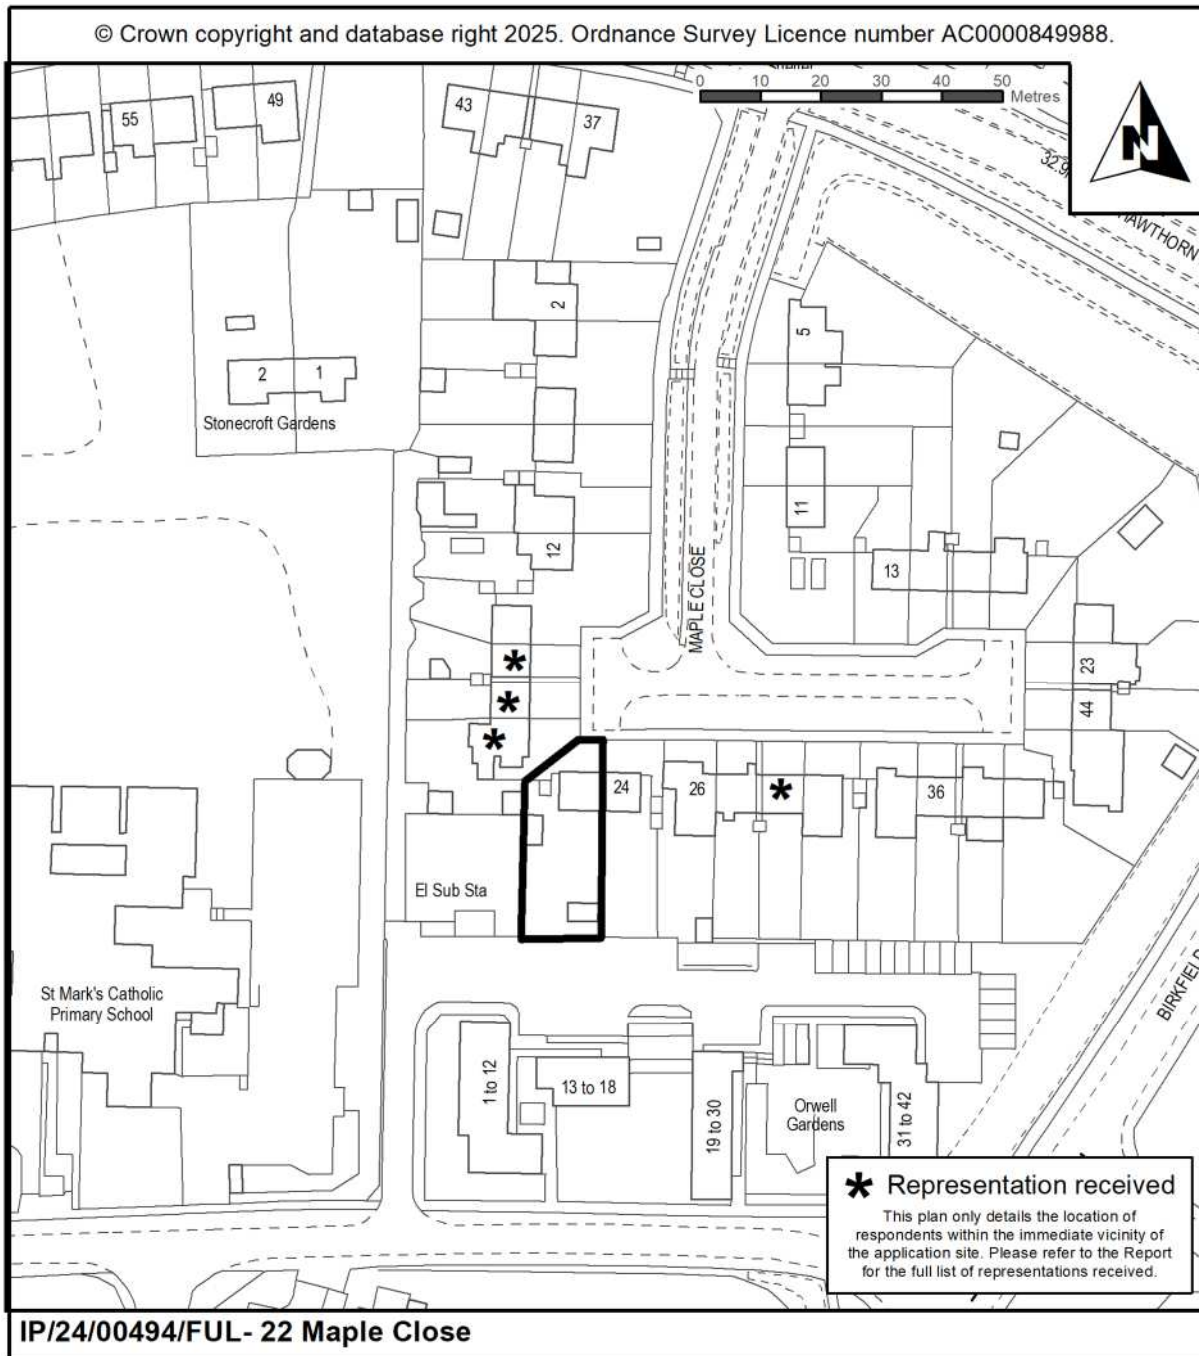 © Crown copyright and database right 2025. Ordnance Survey Licence number AC0000849988.
0 10 20 30 40 50 Metres
N
55
49
43
37
HAWTHORN
2
5
2
1
Stonecroft Gardens
11
12
MAPLE CLOSE
13
*
23
*
44
*
24
26
*
36
El Sub Sta
St Mark's Catholic
Primary School
BIRKFIELD
1 to 12
13 to 18
19 to 30
Orwell
Gardens
31 to 42
* Representation received
This plan only details the location of
respondents within the immediate vicinity of
the application site. Please refer to the Report
for the full list of representations received.
IP/24/00494/FUL- 22 Maple Close